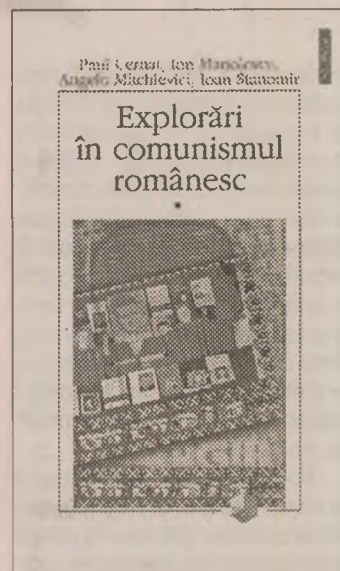 Paul Cernat, Ion Manolescu,
Angelo Mitchievici, Ioan Stanomir
Explorări
în comunismul
românesc